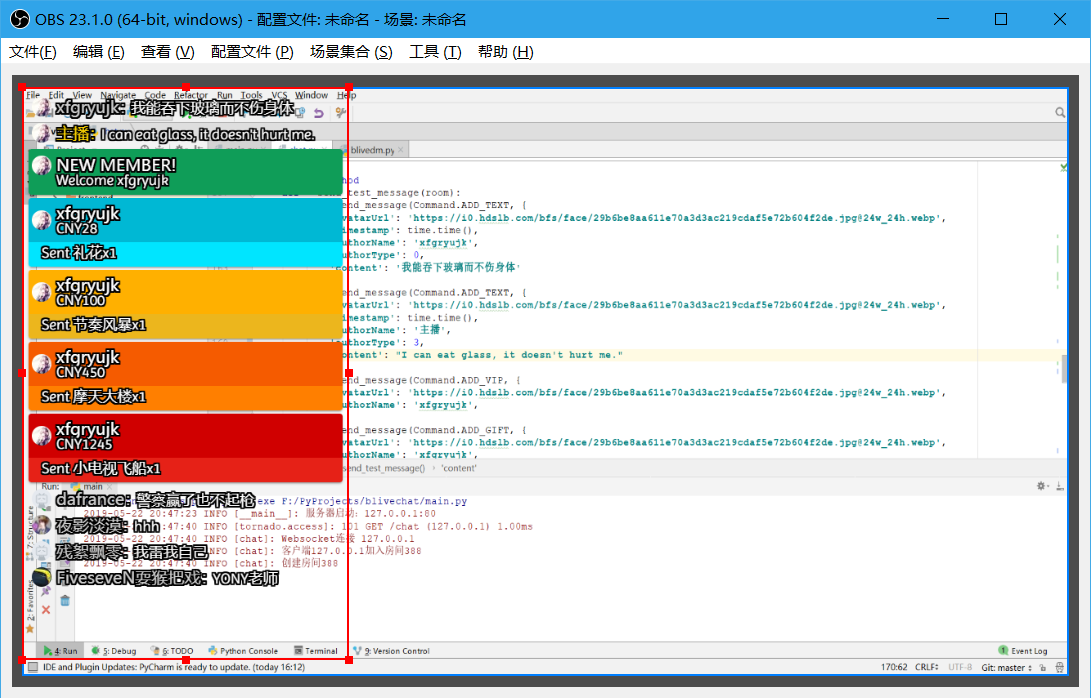 OBS 23.1.0 (64-bit, windows) - 配置文件: 未命名 - 场景: 未命名
文件(F) 编辑 (E) 查看 (V) 配置文件 (P) 场景集合 (S) 工具 (T) 帮助 (H)
File Edit View Navigate Code Refactor Run Tools VCS Window Help
xfgryujk: 我能吞下玻璃而不伤身体
主播: I can eat glass, it doesn't hurt me.
blivedm.py
NEW MEMBER!
Welcome xfgryujk
xfgryujk
CNY28
Sent 礼花x1
xfgryujk
CNY100
Sent 节奏风暴x1
xfgryujk
CNY450
Sent 摩天大楼x1
xfgryujk
CNY1245
Sent 小电视飞船x1
_test_message(room):
end_message(Command.ADD_TEXT, {
vatarUrl': 'https://i0.hdslb.com/bfs/face/29b6be8aa611e70a3d3ac219cdaf5e72b604f2de.jpg@24w_24h.webp',
imestamp': time.time(),
uthorName': 'xfgryujk',
uthorType': 0,
ontent': '我能吞下玻璃而不伤身体'
end_message(Command.ADD_TEXT, {
vatarUrl': 'https://i0.hdslb.com/bfs/face/29b6be8aa611e70a3d3ac219cdaf5e72b604f2de.jpg@24w_24h.webp',
imestamp': time.time(),
uthorName': '主播',
uthorType': 3,
ontent': "I can eat glass, it doesn't hurt me."
end_message(Command.ADD_VIP, {
vatarUrl': 'https://i0.hdslb.com/bfs/face/29b6be8aa611e70a3d3ac219cdaf5e72b604f2de.jpg@24w_24h.webp',
uthorName': 'xfgryujk',
end_message(Command.ADD_GIFT, {
vatarUrl': 'https://i0.hdslb.com/bfs/face/29b6be8aa611e70a3d3ac219cdaf5e72b604f2de.jpg@24w_24h.webp',
uthorName': 'xfgryujk',
send_test_message() › 'content'
Run: main
dafrance: 警察赢了也不起枪
exe F:/PyProjects/blivechat/main.py
2019-05-22 20:47:23 INFO [__main__]: 服务器启动: 127.0.0.1:80
夜影淡漠: hhh
20:47:40 INFO [tornado.access]: 101 GET /chat (127.0.0.1) 1.00ms
2019-05-22 20:47:40 INFO [chat]: Websocket连接 127.0.0.1
残絮飘零: 我雷我自己
INFO [chat]: 客户端127.0.0.1加入房间388
2019-05-22 20:47:40 INFO [chat]: 创建房间388
FiveseveN耍猴把戏: YONY老师
7: Structure
2: Favorites
4: Run 5: Debug 6: TODO Python Console Terminal 9: Version Control Event Log
IDE and Plugin Updates: PyCharm is ready to update. (today 16:12) 170:62 CRLF: UTF-8 Git: master